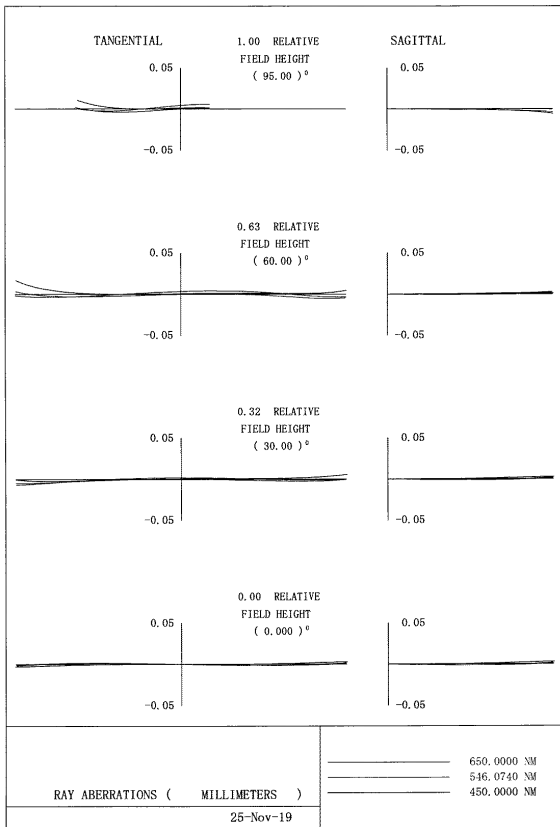 TANGENTIAL 1.00 RELATIVE SAGITTAL
FIELD HEIGHT
( 95.00 )⁰
0.05 0.05
-0.05 -0.05
0.63 RELATIVE
FIELD HEIGHT
( 60.00 )⁰
0.05 0.05
-0.05 -0.05
0.32 RELATIVE
FIELD HEIGHT
( 30.00 )⁰
0.05 0.05
-0.05 -0.05
0.00 RELATIVE
FIELD HEIGHT
( 0.000 )⁰
0.05 0.05
-0.05 -0.05
650.0000 NM
546.0740 NM
450.0000 NM
RAY ABERRATIONS ( MILLIMETERS )
25-Nov-19